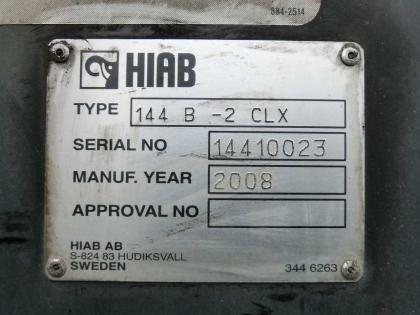 884-2514
HIAB
TYPE 144 B -2 CLX
SERIAL NO 14410023
MANUF. YEAR 2008
APPROVAL NO
HIAB AB
S-824 83 HUDIKSVALL
SWEDEN 344 6263